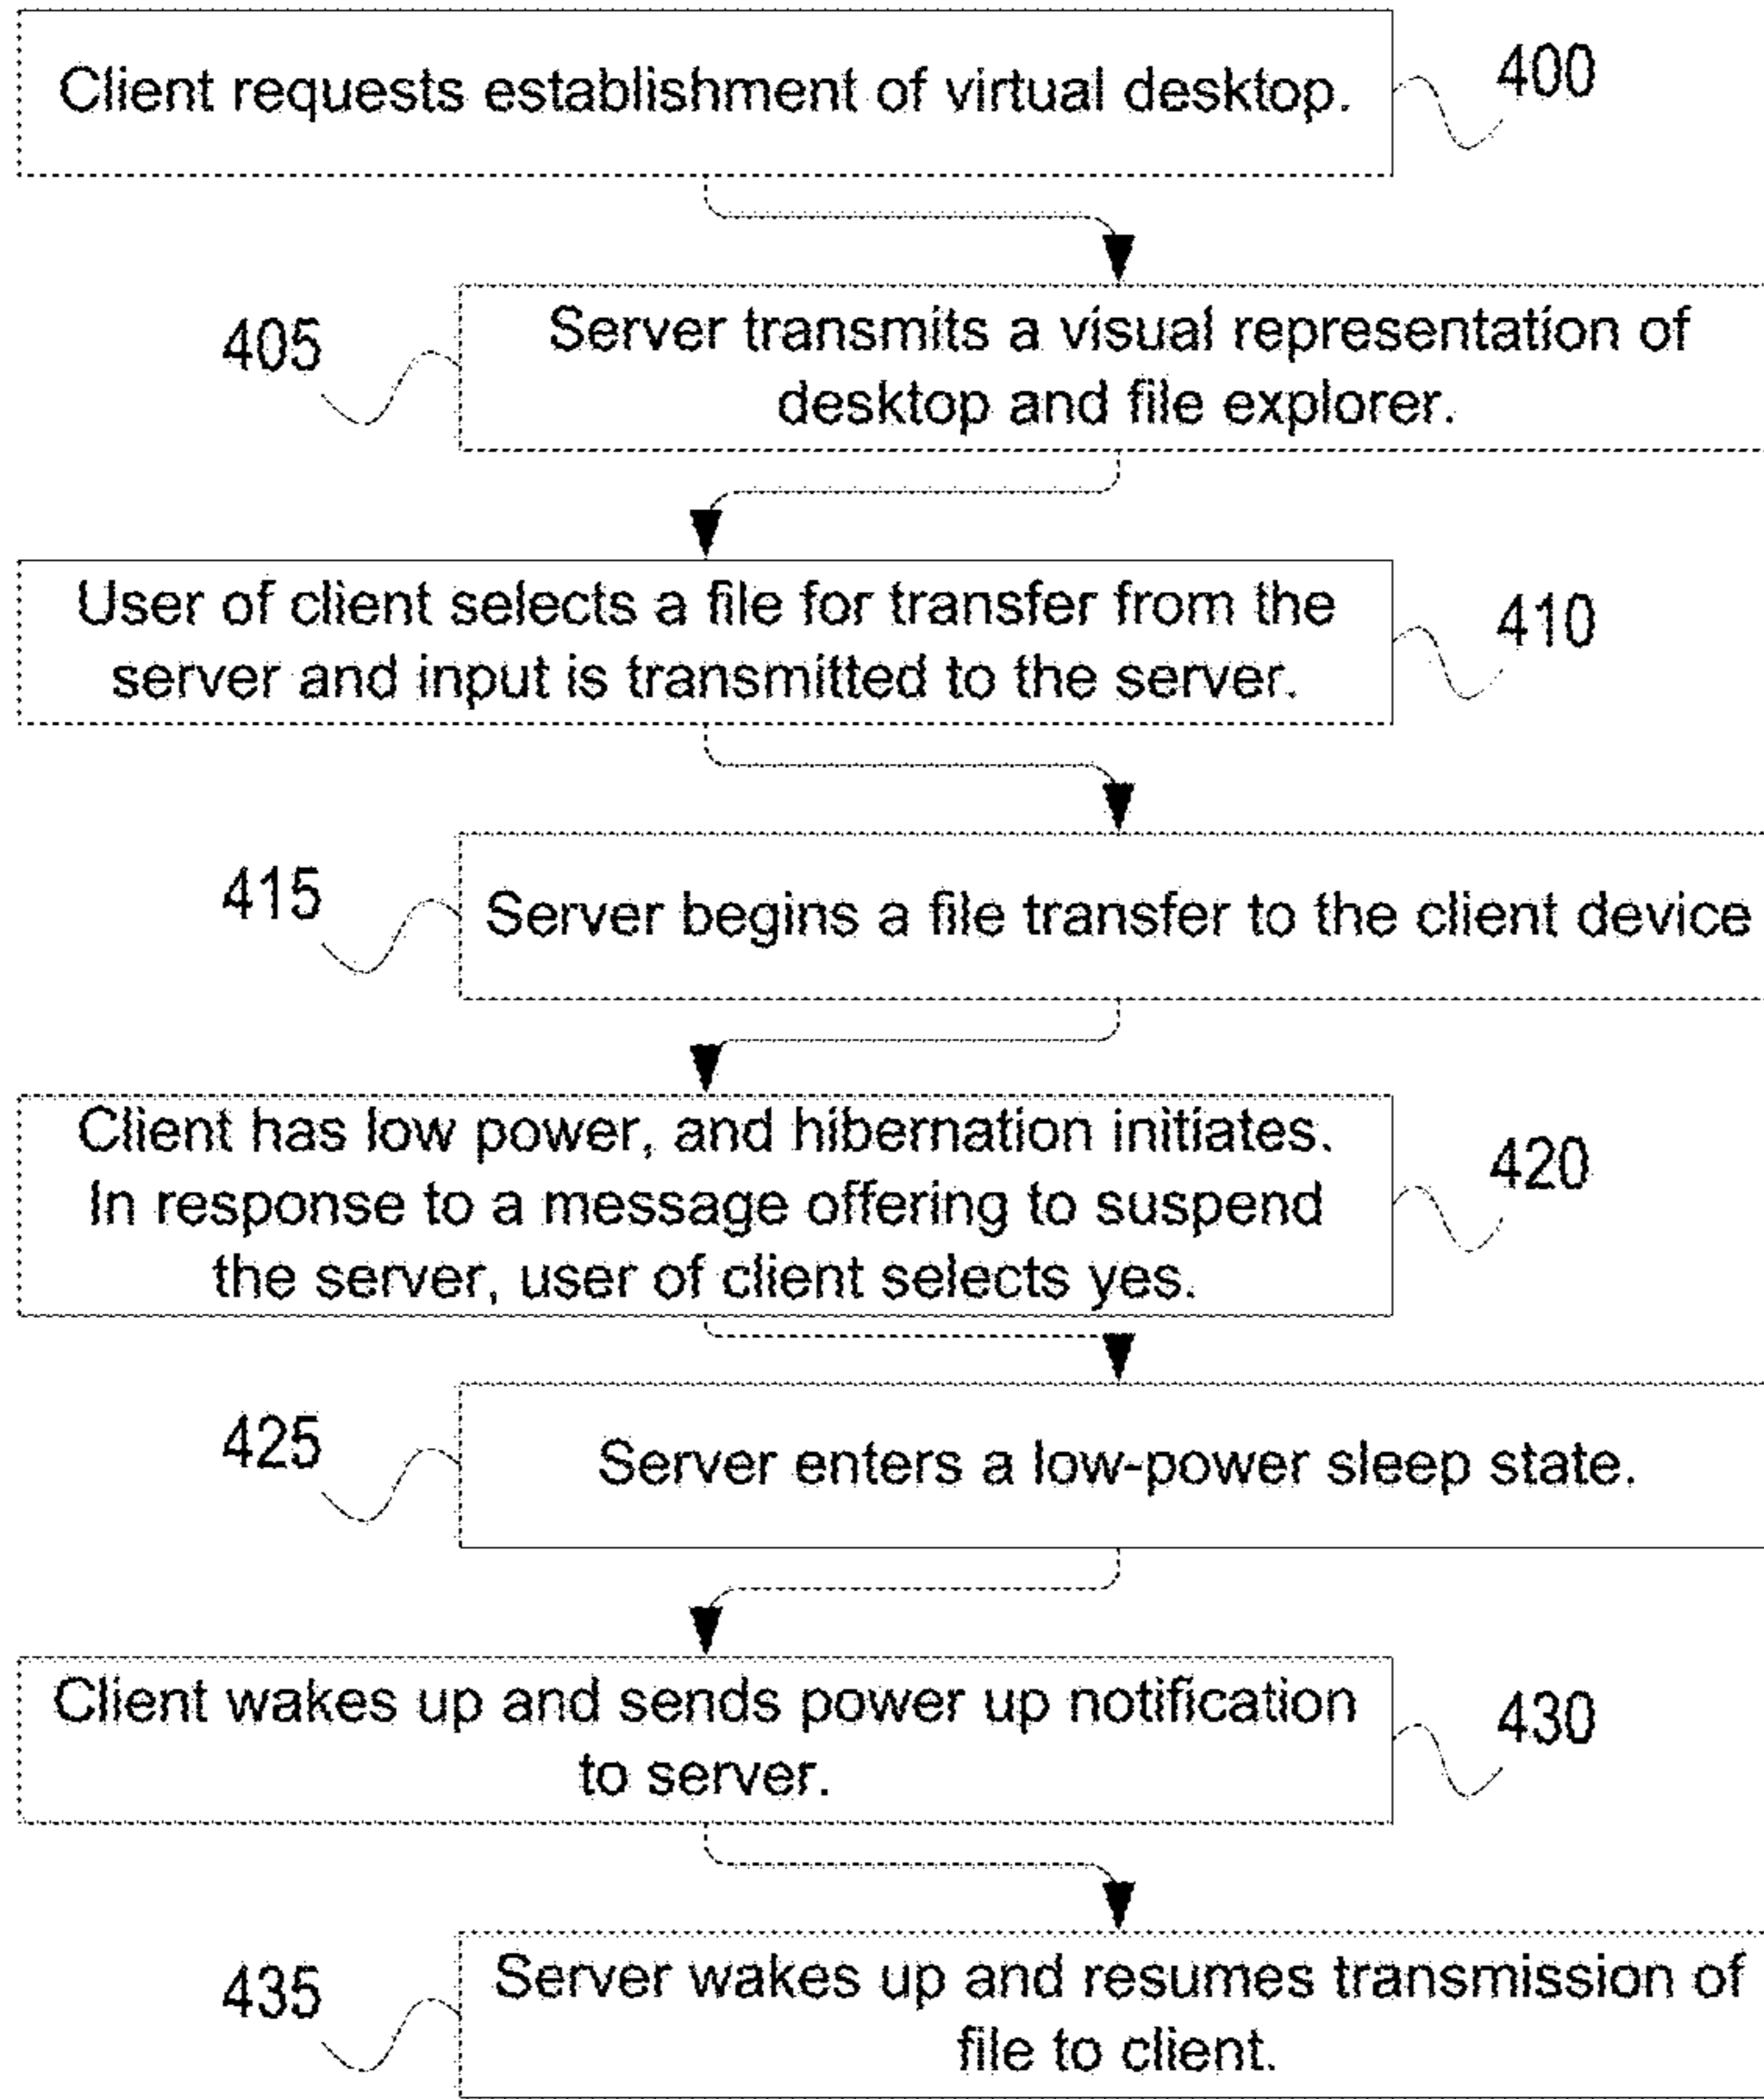 Client requests establishment of virtual desktop.
400
405
Server transmits a visual representation of
desktop and file explorer.
User of client selects a file for transfer from the
server and input is transmitted to the server.
410
415
Server begins a file transfer to the client device
Client has low power, and hibernation initiates.
In response to a message offering to suspend
the server, user of client selects yes.
420
425
Server enters a low-power sleep state.
Client wakes up and sends power up notification
to server.
430
435
Server wakes up and resumes transmission of
file to client.